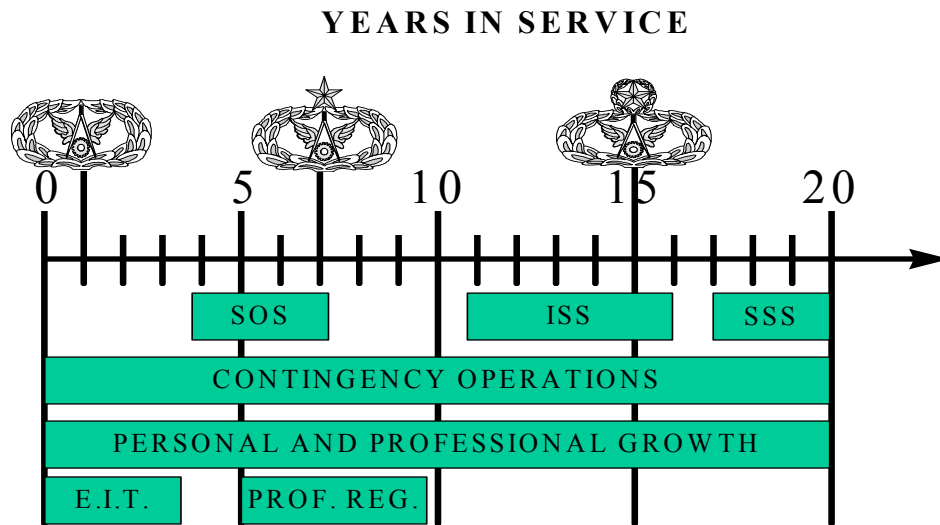 YEARS IN SERVICE
0 5 10 15 20
SOS ISS SSS
CONTINGENCY OPERATIONS
PERSONAL AND PROFESSIONAL GROWTH
E.I.T. PROF. REG.